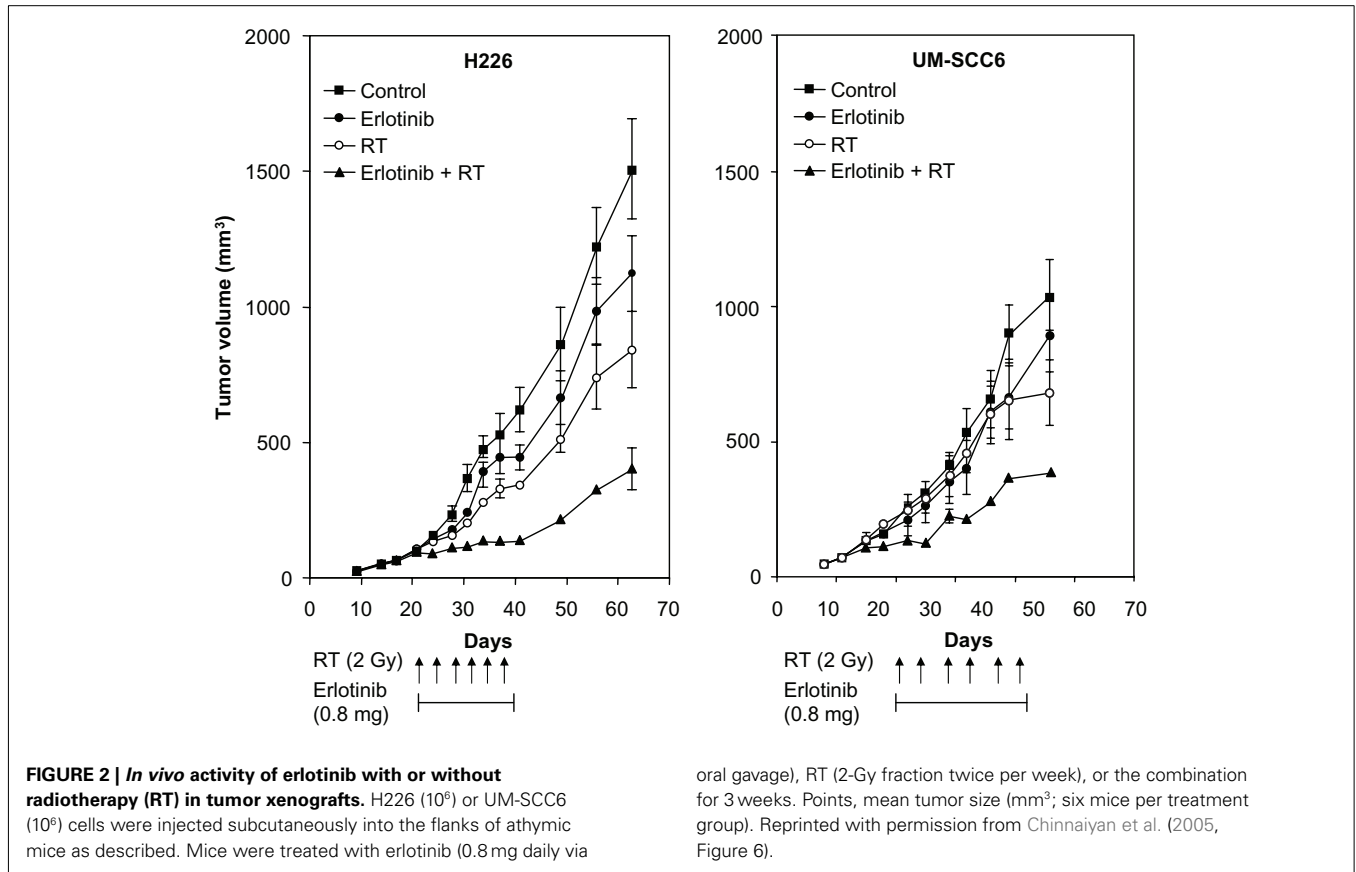 2000
H226
Control
Erlotinib
RT
Erlotinib + RT
1500
1000
500
0
Tumor volume (mm³)
0 10 20 30 40 50 60 70
Days
RT (2 Gy)
Erlotinib
(0.8 mg)
2000
UM-SCC6
Control
Erlotinib
RT
Erlotinib + RT
1500
1000
500
0
0 10 20 30 40 50 60 70
Days
RT (2 Gy)
Erlotinib
(0.8 mg)
FIGURE 2 | In vivo activity of erlotinib with or without
radiotherapy (RT) in tumor xenografts. H226 (10⁶) or UM-SCC6
(10⁶) cells were injected subcutaneously into the flanks of athymic
mice as described. Mice were treated with erlotinib (0.8 mg daily via
oral gavage), RT (2-Gy fraction twice per week), or the combination
for 3 weeks. Points, mean tumor size (mm³; six mice per treatment
group). Reprinted with permission from Chinnaiyan et al. (2005,
Figure 6).